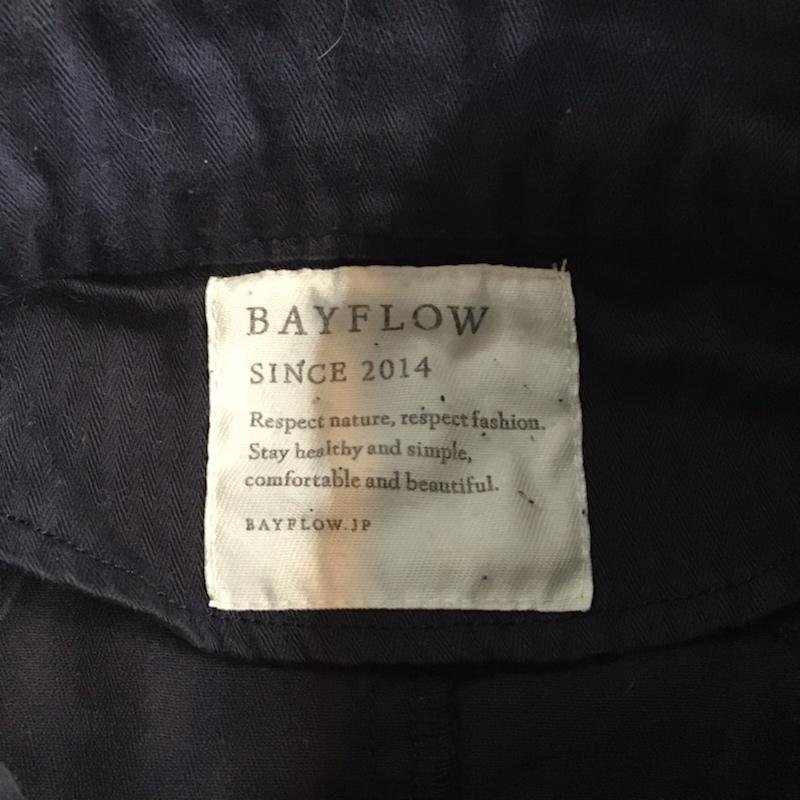 BAYFLOW
SINCE 2014
Respect nature, respect fashion.
Stay healthy and simple,
comfortable and beautiful.
BAYFLOW.JP